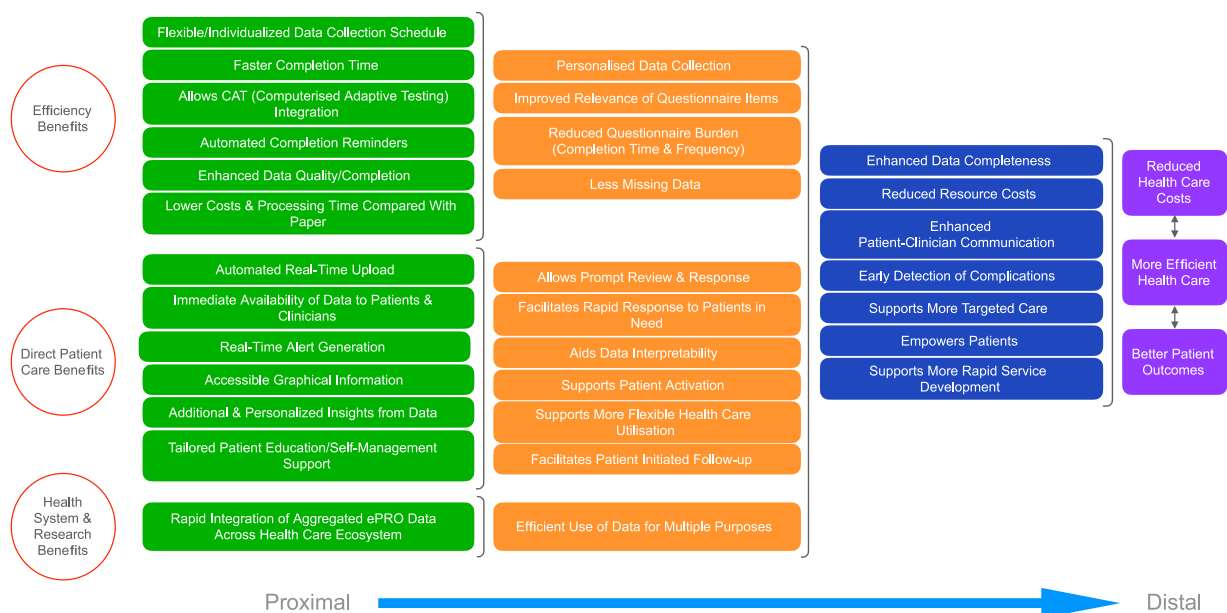 Efficiency
Benefits
Flexible/Individualized Data Collection Schedule
Faster Completion Time
Allows CAT (Computerised Adaptive Testing)
Integration
Automated Completion Reminders
Enhanced Data Quality/Completion
Lower Costs & Processing Time Compared With
Paper
Personalised Data Collection
Improved Relevance of Questionnaire Items
Reduced Questionnaire Burden
(Completion Time & Frequency)
Less Missing Data
Direct Patient
Care Benefits
Automated Real-Time Upload
Immediate Availability of Data to Patients &
Clinicians
Real-Time Alert Generation
Accessible Graphical Information
Additional & Personalized Insights from Data
Tailored Patient Education/Self-Management
Support
Allows Prompt Review & Response
Facilitates Rapid Response to Patients in
Need
Aids Data Interpretability
Supports Patient Activation
Supports More Flexible Health Care
Utilisation
Facilitates Patient Initiated Follow-up
Health
System &
Research
Benefits
Rapid Integration of Aggregated ePRO Data
Across Health Care Ecosystem
Efficient Use of Data for Multiple Purposes
Enhanced Data Completeness
Reduced Resource Costs
Enhanced
Patient-Clinician Communication
Early Detection of Complications
Supports More Targeted Care
Empowers Patients
Supports More Rapid Service
Development
Reduced
Health Care
Costs
More Efficient
Health Care
Better Patient
Outcomes
Proximal
Distal